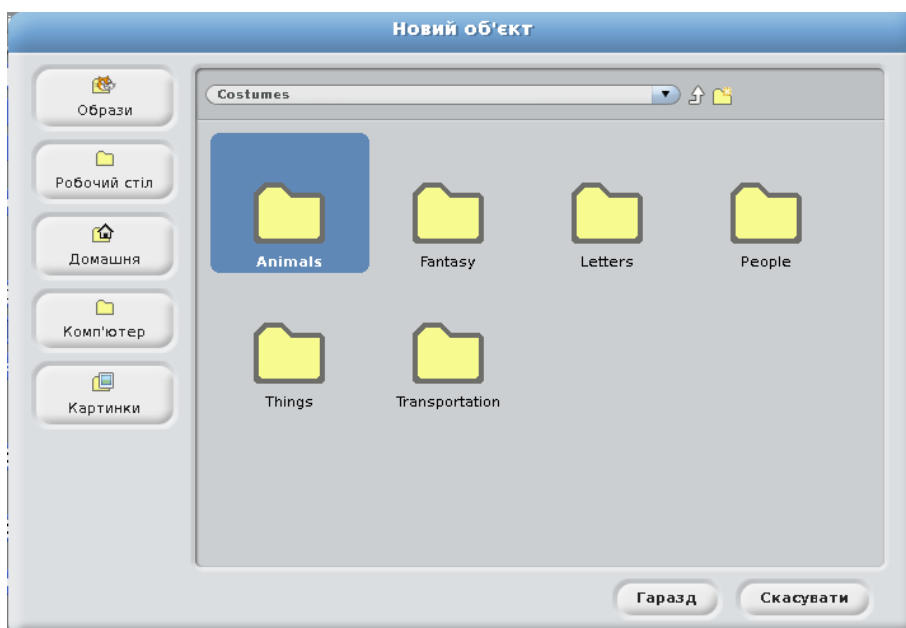 Новий об'єкт
Образи
Робочий стіл
Домашня
Комп'ютер
Картинки
Costumes
Animals Fantasy Letters People
Things Transportation
Гаразд Скасувати